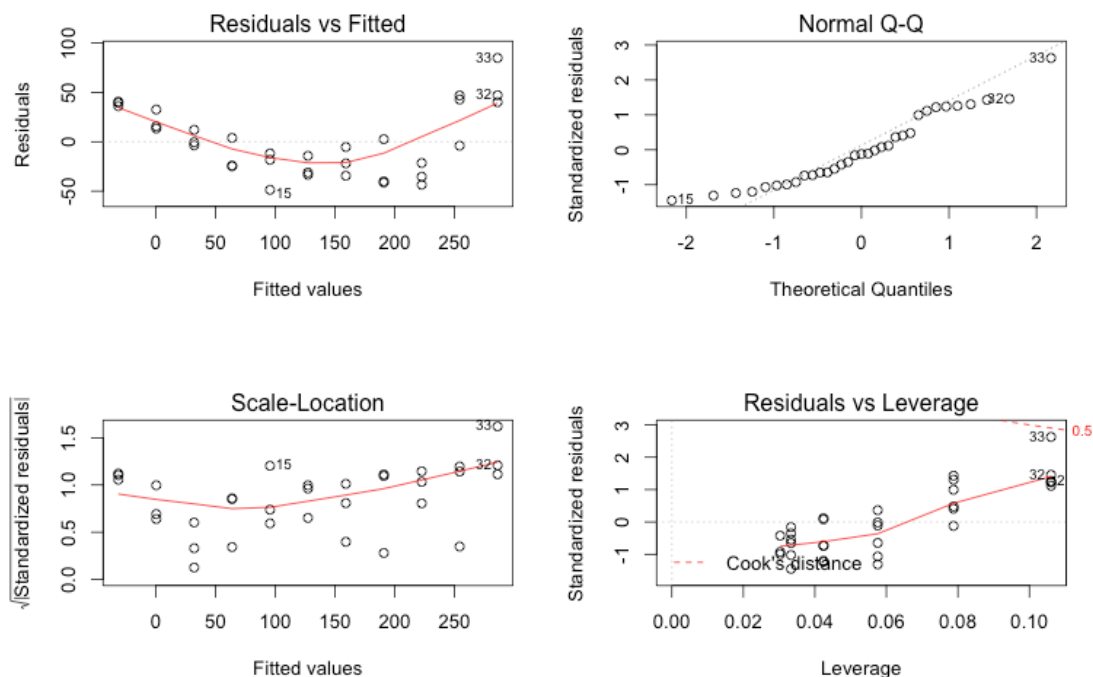 Residuals vs Fitted
Residuals
100
50
0
-50
33
32
15
0 50 100 150 200 250
Fitted values
Normal Q-Q
Standardized residuals
3
2
1
0
-1
33
32
15
-2 -1 0 1 2
Theoretical Quantiles
Scale-Location
√|Standardized residuals|
1.5
1.0
0.5
0.0
33
32
15
0 50 100 150 200 250
Fitted values
Residuals vs Leverage
Standardized residuals
3
2
1
0
-1
0.5
33
32
2
Cook's distance
0.00 0.02 0.04 0.06 0.08 0.10
Leverage